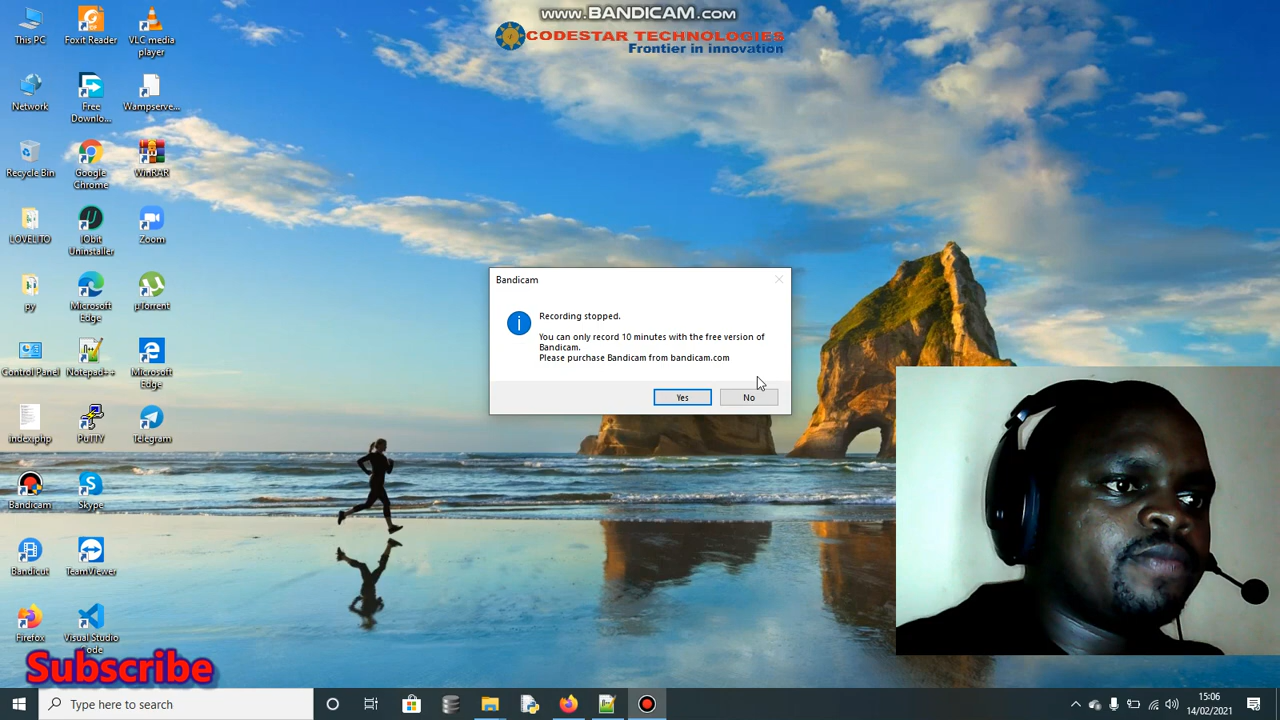 www.BANDICAM.com
CODESTAR TECHNOLOGIES
Frontier in innovation
This PC
Foxit Reader
VLC media
player
Network
Free
Downlo...
Wampserve...
Recycle Bin
Google
Chrome
WinRAR
LOVELITO
IObit
Uninstaller
Zoom
py
Microsoft
Edge
µTorrent
Control Panel
Notepad++
Microsoft
Edge
index.php
PuTTY
Telegram
Bandicam
Skype
Bandicut
TeamViewer
Firefox
Visual Studio
Code
Bandicam
Recording stopped.
You can only record 10 minutes with the free version of
Bandicam.
Please purchase Bandicam from bandicam.com
Yes
No
Subscribe
Type here to search
15:06
14/02/2021